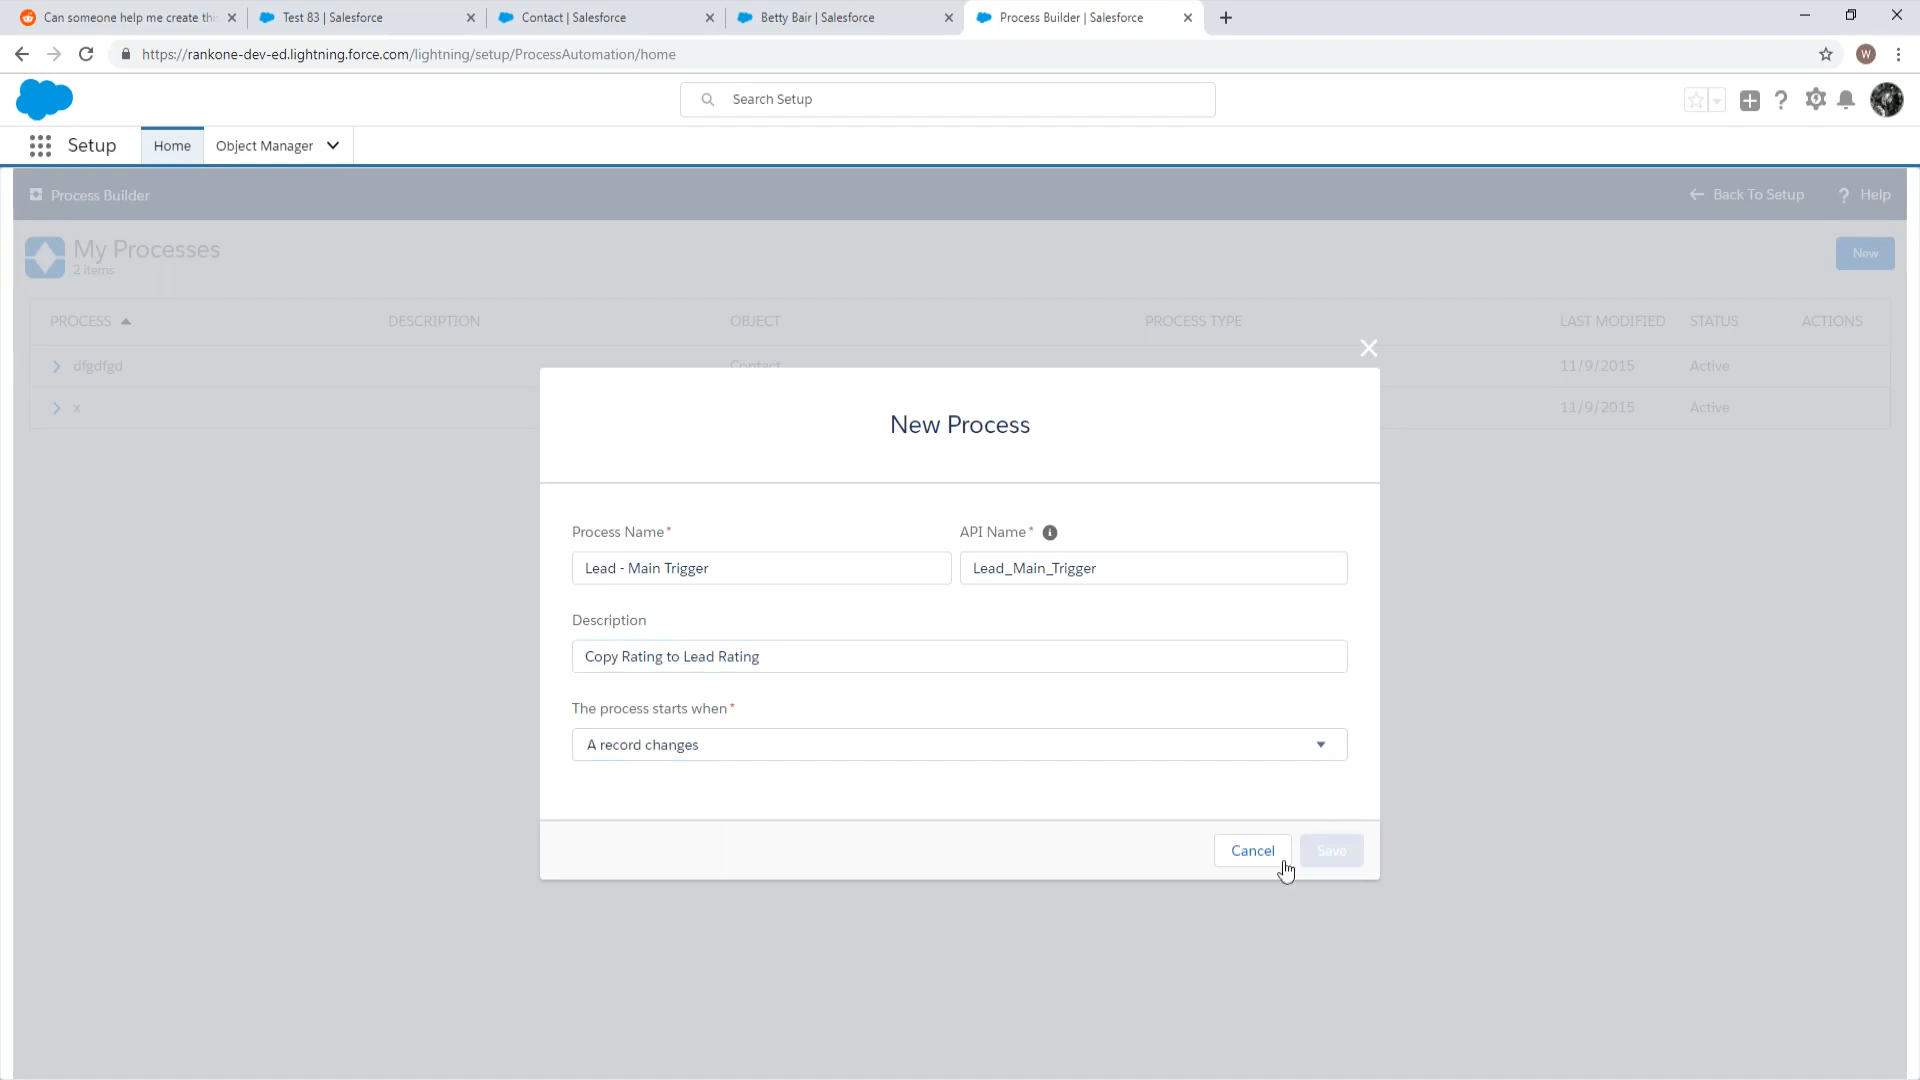 Can someone help me create thi
Test 83 | Salesforce
Contact | Salesforce
Betty Bair | Salesforce
Process Builder | Salesforce
https://rankone-dev-ed.lightning.force.com/lightning/setup/ProcessAutomation/home
W
Search Setup
Setup
Home
Object Manager
Process Builder
Back To Setup
? Help
My Processes
2 items
New
PROCESS DESCRIPTION OBJECT PROCESS TYPE LAST MODIFIED STATUS ACTIONS
dfgdfgd Contact 11/9/2015 Active
x 11/9/2015 Active
New Process
Process Name*
API Name*
Lead - Main Trigger
Lead_Main_Trigger
Description
Copy Rating to Lead Rating
The process starts when*
A record changes
Cancel
Save